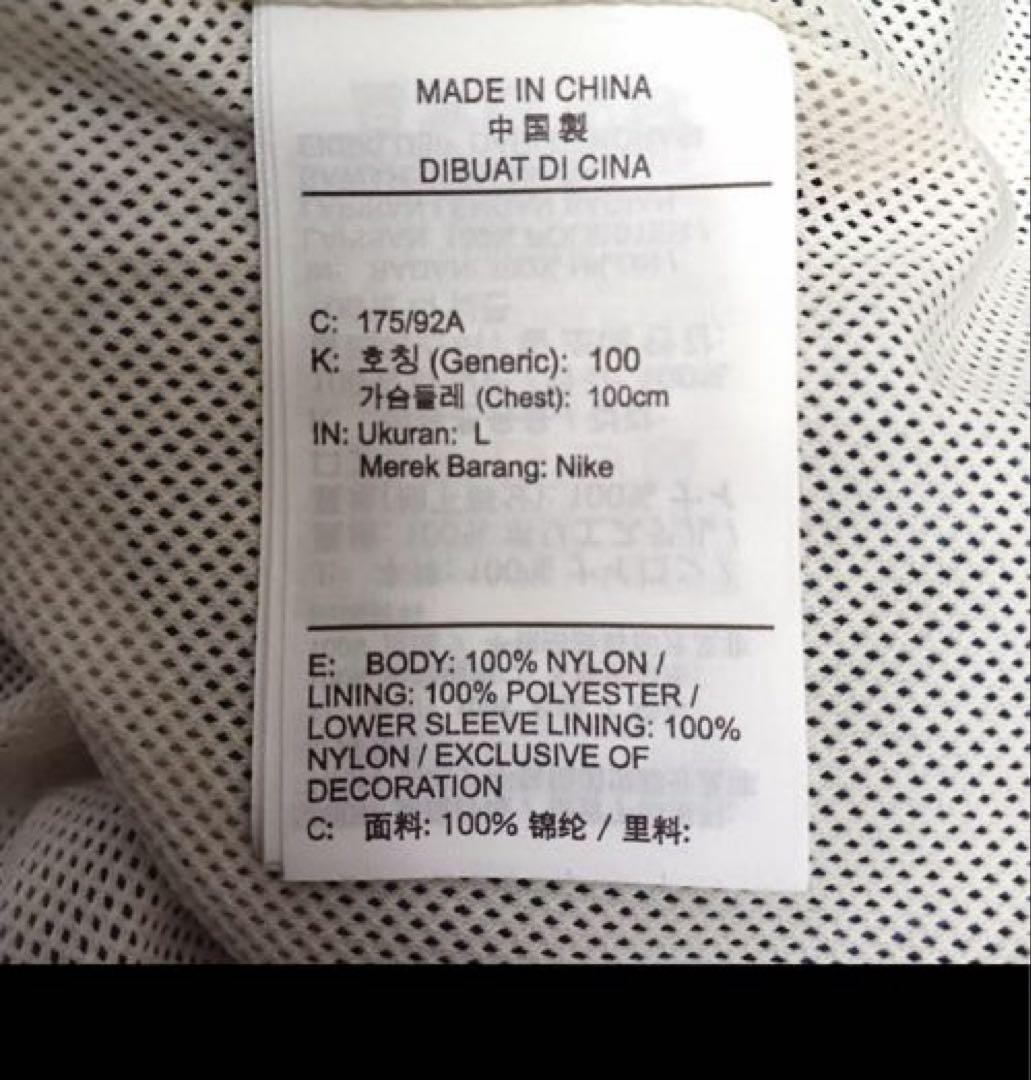 MADE IN CHINA
中国製
DIBUAT DI CINA
C: 175/92A
K: 호칭 (Generic): 100
가슴둘레 (Chest): 100cm
IN: Ukuran: L
Merek Barang: Nike
E: BODY: 100% NYLON /
LINING: 100% POLYESTER /
LOWER SLEEVE LINING: 100%
NYLON / EXCLUSIVE OF
DECORATION
C: 面料: 100% 锦纶 / 里料: